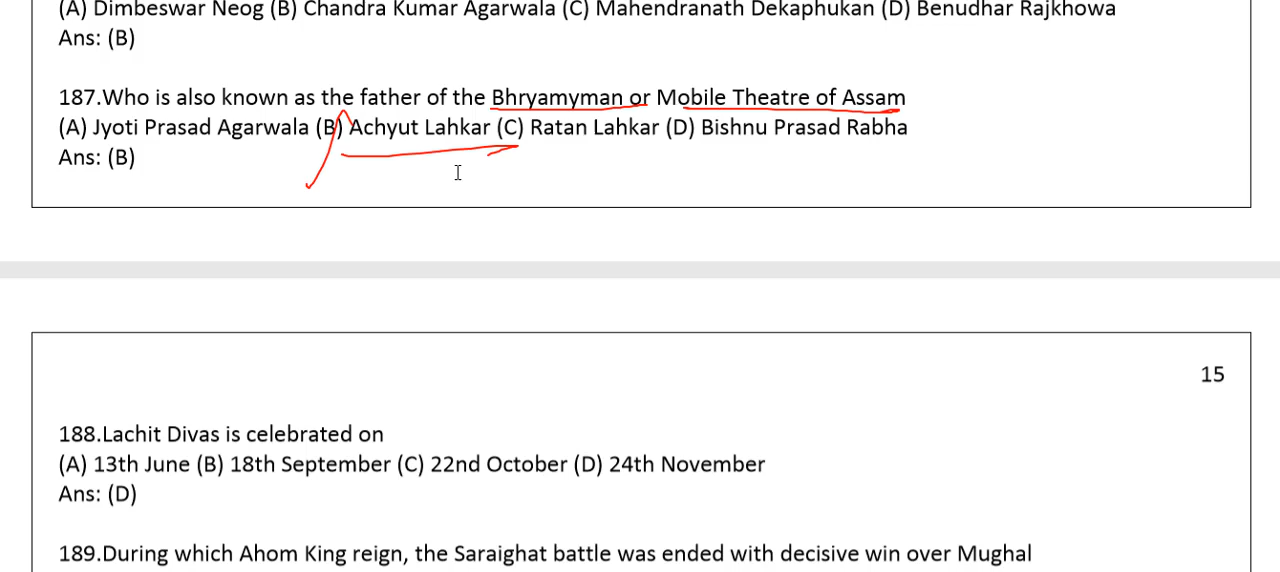 (A) Dimbeswar Neog (B) Chandra Kumar Agarwala (C) Mahendranath Dekaphukan (D) Benudhar Rajkhowa
Ans: (B)
187.Who is also known as the father of the Bhryamyman or Mobile Theatre of Assam
(A) Jyoti Prasad Agarwala (B) Achyut Lahkar (C) Ratan Lahkar (D) Bishnu Prasad Rabha
Ans: (B)
15
188.Lachit Divas is celebrated on
(A) 13th June (B) 18th September (C) 22nd October (D) 24th November
Ans: (D)
189.During which Ahom King reign, the Saraighat battle was ended with decisive win over Mughal